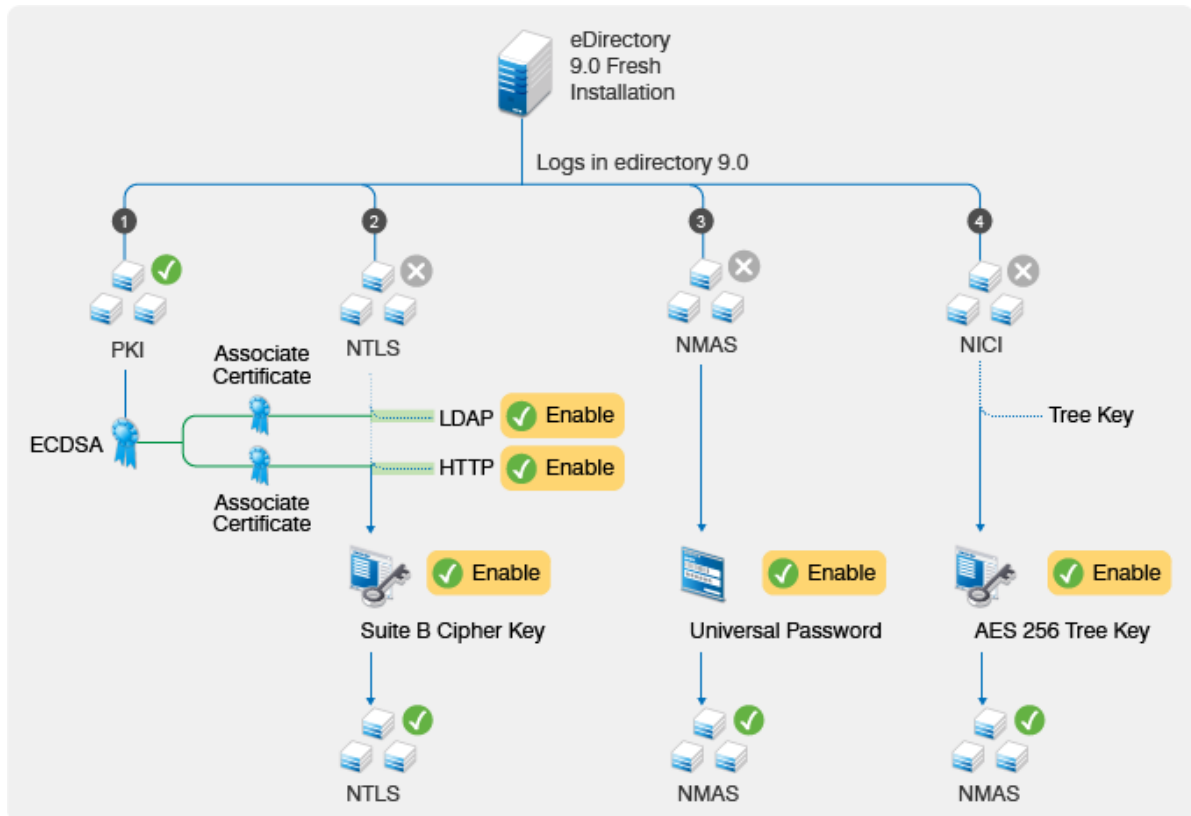 eDirectory
9.0 Fresh
Installation
Logs in edirectory 9.0
1
2
3
4
PKI
NTLS
NMAS
NICI
Associate
Certificate
ECDSA
LDAP
Enable
HTTP
Enable
Tree Key
Associate
Certificate
Enable
Enable
Enable
Suite B Cipher Key
Universal Password
AES 256 Tree Key
NTLS
NMAS
NMAS